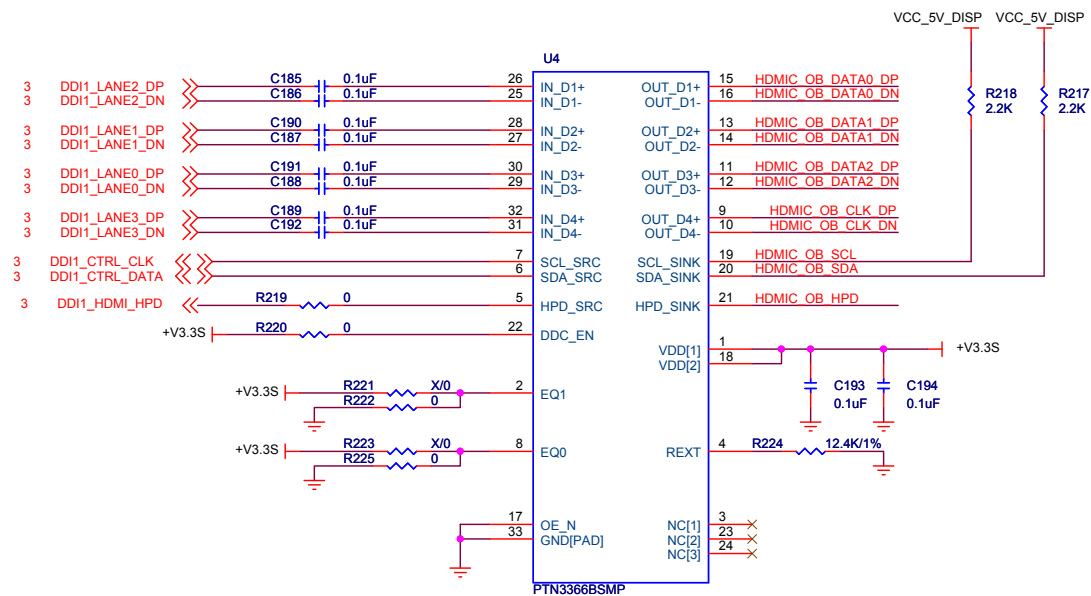 VCC_5V_DISP VCC_5V_DISP
U4
3 DDI1_LANE2_DP C185 0.1uF 26 IN_D1+ OUT_D1+ 15 HDMIC_OB_DATA0_DP
3 DDI1_LANE2_DN C186 0.1uF 25 IN_D1- OUT_D1- 16 HDMIC_OB_DATA0_DN
R218 R217
2.2K 2.2K
3 DDI1_LANE1_DP C190 0.1uF 28 IN_D2+ OUT_D2+ 13 HDMIC_OB_DATA1_DP
3 DDI1_LANE1_DN C187 0.1uF 27 IN_D2- OUT_D2- 14 HDMIC_OB_DATA1_DN
3 DDI1_LANE0_DP C191 0.1uF 30 IN_D3+ OUT_D3+ 11 HDMIC_OB_DATA2_DP
3 DDI1_LANE0_DN C188 0.1uF 29 IN_D3- OUT_D3- 12 HDMIC_OB_DATA2_DN
3 DDI1_LANE3_DP C189 0.1uF 32 IN_D4+ OUT_D4+ 9 HDMIC_OB_CLK_DP
3 DDI1_LANE3_DN C192 0.1uF 31 IN_D4- OUT_D4- 10 HDMIC_OB_CLK_DN
3 DDI1_CTRL_CLK 7 SCL_SRC SCL_SINK 19 HDMIC_OB_SCL
3 DDI1_CTRL_DATA 6 SDA_SRC SDA_SINK 20 HDMIC_OB_SDA
3 DDI1_HDMI_HPD R219 0 5 HPD_SRC HPD_SINK 21 HDMIC_OB_HPD
+V3.3S R220 0 22 DDC_EN
VDD[1] 1 +V3.3S
VDD[2] 18
+V3.3S R221 X/0 2 EQ1
R222 0
C193 C194
0.1uF 0.1uF
+V3.3S R223 X/0 8 EQ0 REXT 4 R224 12.4K/1%
R225 0
17 OE_N NC[1] 3
33 GND[PAD] NC[2] 23
NC[3] 24
PTN3366BSMP